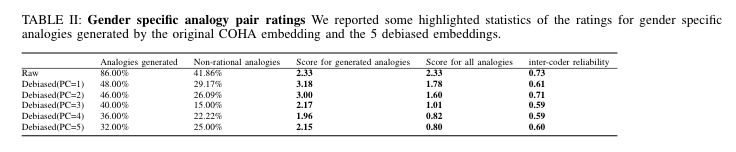 TABLE II: Gender specific analogy pair ratings We reported some highlighted statistics of the ratings for gender specific
analogies generated by the original COHA embedding and the 5 debiased embeddings.
Analogies generated Non-rational analogies Score for generated analogies Score for all analogies inter-coder reliability
Raw 86.00% 41.86% 2.33 2.33 0.73
Debiased(PC=1) 48.00% 29.17% 3.18 1.78 0.61
Debiased(PC=2) 46.00% 26.09% 3.00 1.60 0.71
Debiased(PC=3) 40.00% 15.00% 2.17 1.01 0.59
Debiased(PC=4) 36.00% 22.22% 1.96 0.82 0.59
Debiased(PC=5) 32.00% 25.00% 2.15 0.80 0.60